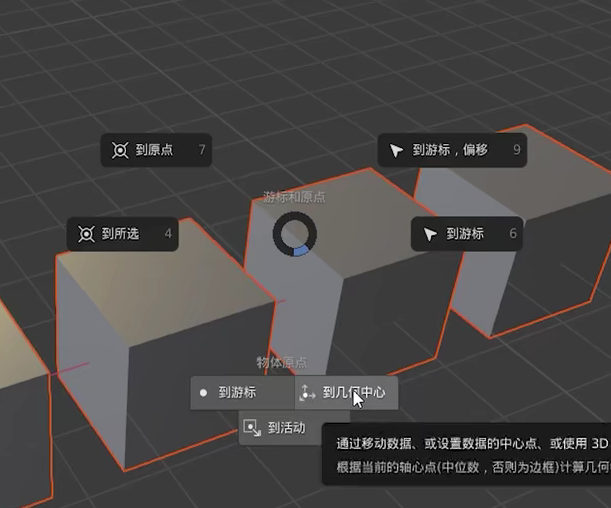 到原点 7
到游标，偏移 9
游标和原点
到所选 4
到游标 6
物体原点
到游标
到几何中心
到活动
通过移动数据、或设置数据的中心点、或使用 3D
根据当前的轴心点(中位数，否则为边框)计算几何